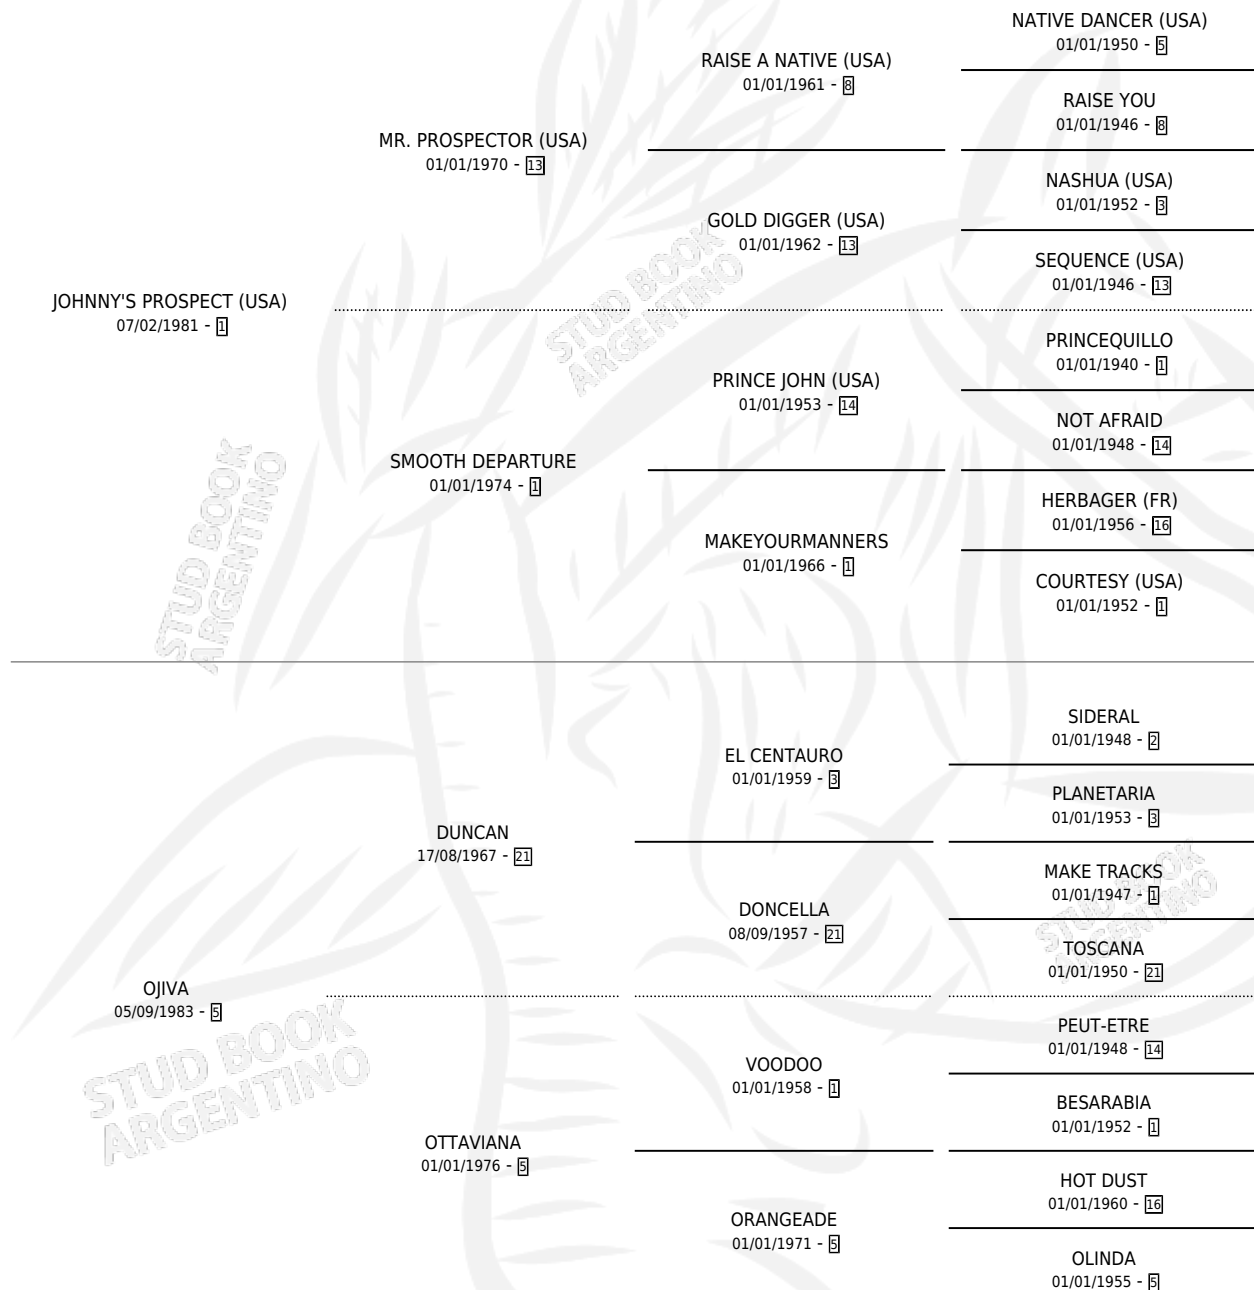 NATIVE DANCER (USA)
01/01/1950 - 5
RAISE A NATIVE (USA)
01/01/1961 - 8
RAISE YOU
01/01/1946 - 8
MR. PROSPECTOR (USA)
01/01/1970 - 13
NASHUA (USA)
01/01/1952 - 3
GOLD DIGGER (USA)
01/01/1962 - 13
SEQUENCE (USA)
01/01/1946 - 13
JOHNNY'S PROSPECT (USA)
07/02/1981 - 1
STUD BOOK
ARGENTINO
PRINCEQUILLO
01/01/1940 - 1
PRINCE JOHN (USA)
01/01/1953 - 14
NOT AFRAID
01/01/1948 - 14
SMOOTH DEPARTURE
01/01/1974 - 1
HERBAGER (FR)
01/01/1956 - 16
MAKEYOURMANNERS
01/01/1966 - 1
COURTESY (USA)
01/01/1952 - 1
STUD BOOK
ARGENTINO
SIDERAL
01/01/1948 - 2
EL CENTAURO
01/01/1959 - 3
PLANETARIA
01/01/1953 - 3
DUNCAN
17/08/1967 - 21
MAKE TRACKS
01/01/1947 - 1
DONCELLA
08/09/1957 - 21
TOSCANA
01/01/1950 - 21
STUD BOOK
ARGENTINO
OJIVA
05/09/1983 - 5
STUD BOOK
ARGENTINO
PEUT-ETRE
01/01/1948 - 14
VOODOO
01/01/1958 - 1
BESARABIA
01/01/1952 - 1
OTTAVIANA
01/01/1976 - 5
HOT DUST
01/01/1960 - 16
ORANGEADE
01/01/1971 - 5
OLINDA
01/01/1955 - 5